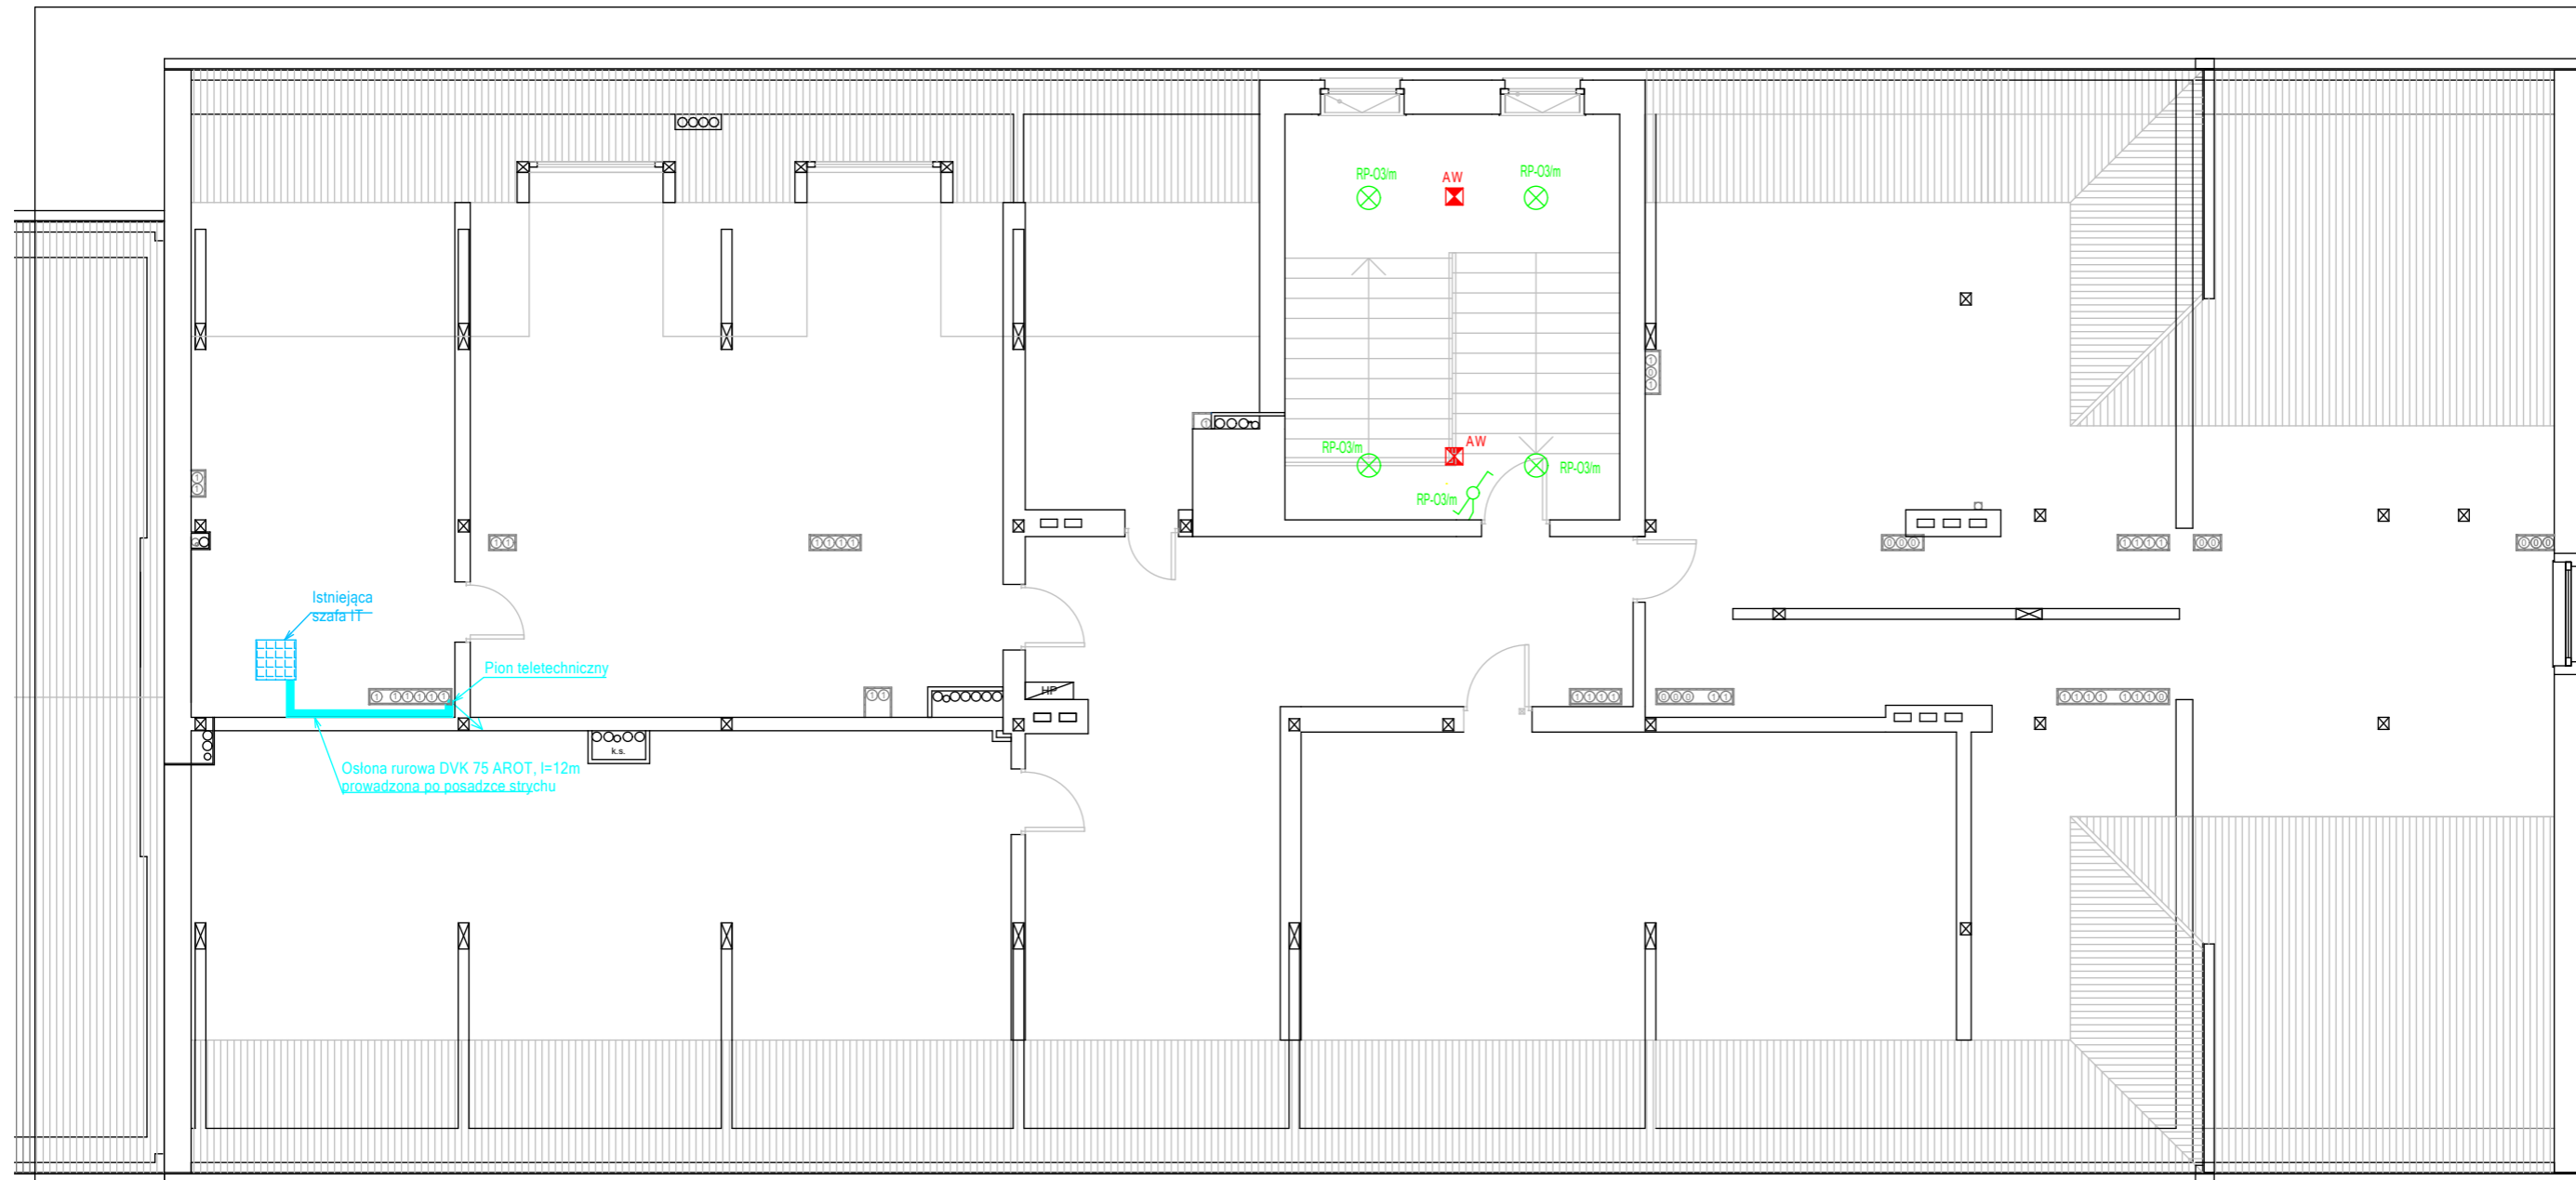 RP-03/m
AW
RP-03/m
RP-03/m
AW
RP-03/m
RP-03/m
Istniejąca
szafa IT
Pion teletechniczny
HP
k.s.
Osłona rurowa DVK 75 AROT, l=12m
prowadzona po posadzce strychu